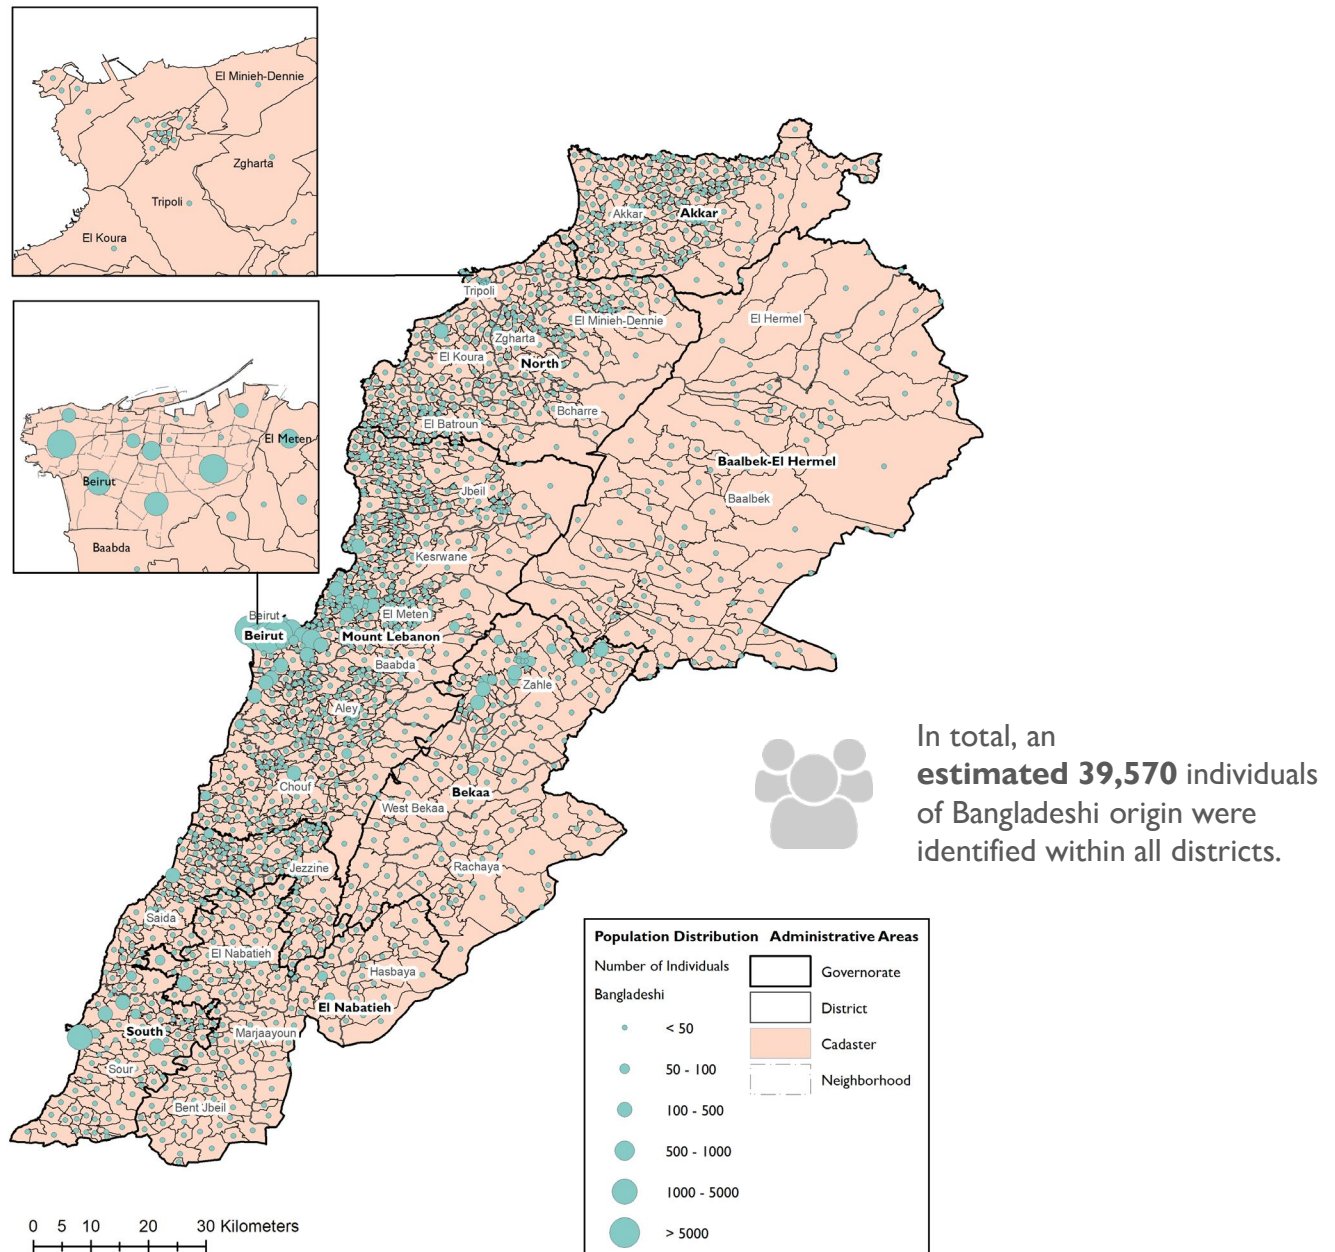 El Minieh-Dennie
Zgharta
Tripoli
El Koura
El Meten
Beirut
Baabda
Akkar
Akkar
Tripoli
El Minieh-Dennie
El Hermel
Zgharta
El Koura
North
Bcharre
El Batroun
Baalbek-El Hermel
Baalbek
Jbeil
Kesrwane
El Meten
Beirut
Beirut
Mount Lebanon
Baabda
Zahle
Aley
Chouf
Bekaa
West Bekaa
Jezzine
Rachaya
Saida
El Nabatieh
Hasbaya
El Nabatieh
South
Marjaayoun
Sour
Bent Jbeil
In total, an
estimated 39,570 individuals
of Bangladeshi origin were
identified within all districts.
Population Distribution Administrative Areas
Number of Individuals
Bangladeshi
< 50
50 - 100
100 - 500
500 - 1000
1000 - 5000
> 5000
Governorate
District
Cadaster
Neighborhood
0 5 10 20 30 Kilometers